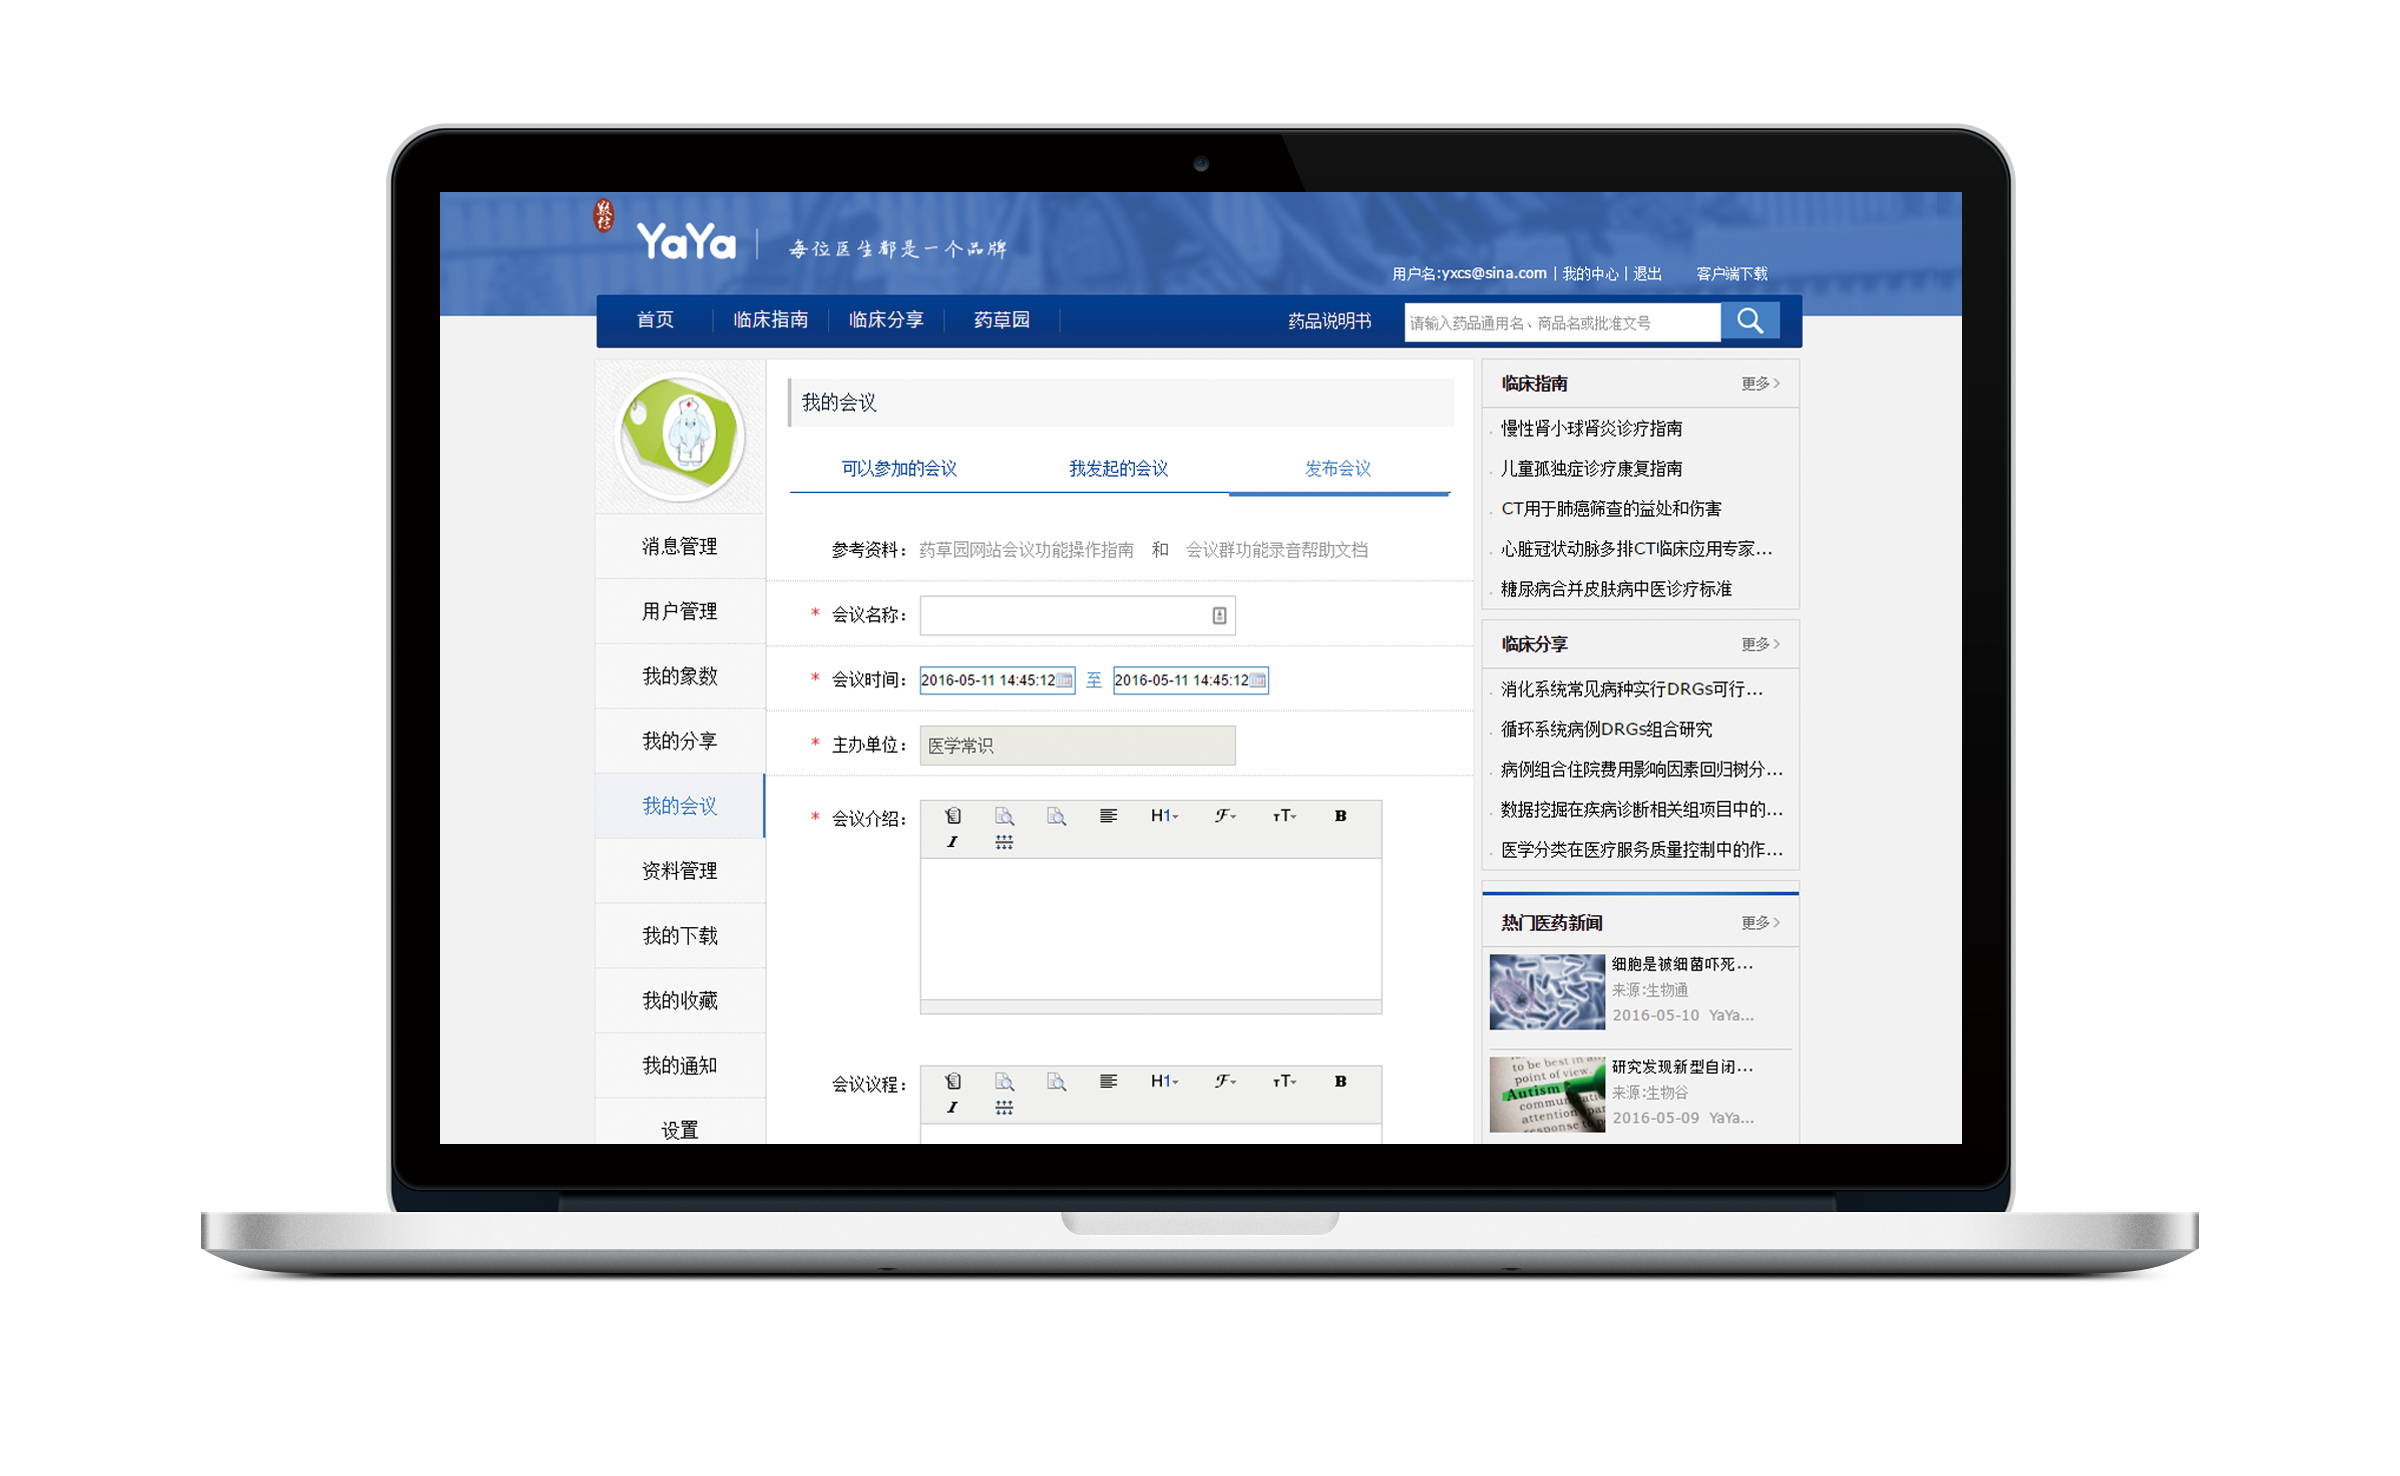 YaYa
每位医生都是一个品牌
用户名:yxcs@sina.com | 我的中心 | 退出 客户端下载
首页 临床指南 临床分享 药草园 药品说明书 请输入药品通用名、商品名或批准文号
消息管理
用户管理
我的象数
我的分享
我的会议
资料管理
我的下载
我的收藏
我的通知
设置
我的会议
可以参加的会议 我发起的会议 发布会议
参考资料： 药草园网站会议功能操作指南 和 会议群功能录音帮助文档
* 会议名称：
* 会议时间： 2016-05-11 14:45:12 至 2016-05-11 14:45:12
* 主办单位： 医学常识
* 会议介绍： H1 F TT B
I
会议议程： H1 F TT B
I
临床指南 更多
慢性肾小球肾炎诊疗指南
儿童孤独症诊疗康复指南
CT用于肺癌筛查的益处和伤害
心脏冠状动脉多排CT临床应用专家...
糖尿病合并皮肤病中医诊疗标准
临床分享 更多
消化系统常见病种实行DRGs可行...
循环系统病例DRGs组合研究
病例组合住院费用影响因素回归树分...
数据挖掘在疾病诊断相关组项目中的...
医学分类在医疗服务质量控制中的作...
热门医药新闻 更多
细胞是被细菌吓死...
来源:生物通
2016-05-10 YaYa...
to be best in any
point of view.
Autism
attention
response to
研究发现新型自闭...
来源:生物谷
2016-05-09 YaYa...